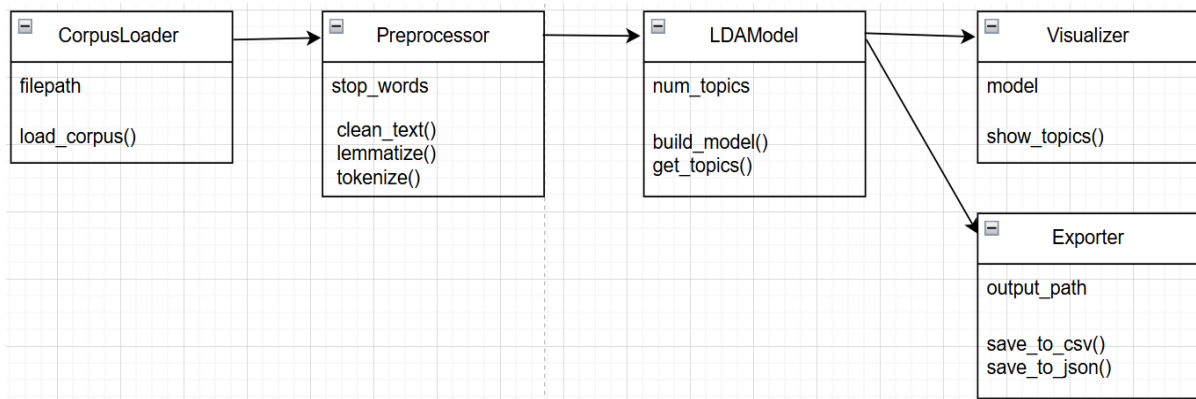 CorpusLoader
filepath
load_corpus()
Preprocessor
stop_words
clean_text()
lemmatize()
tokenize()
LDAModel
num_topics
build_model()
get_topics()
Visualizer
model
show_topics()
Exporter
output_path
save_to_csv()
save_to_json()